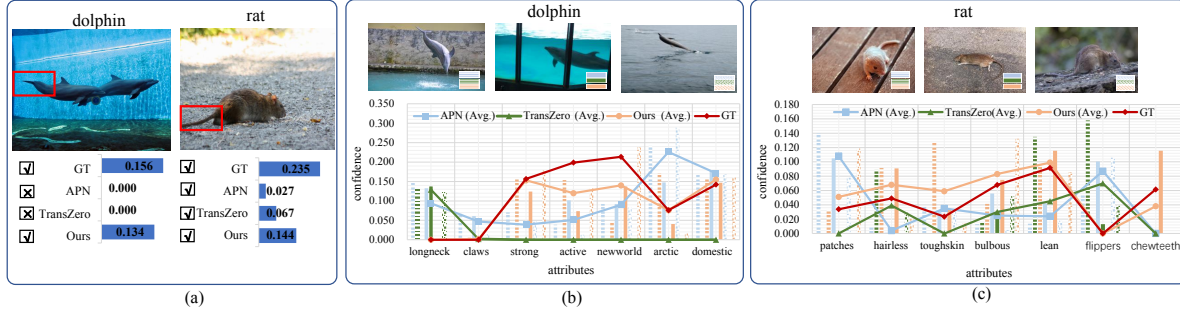 dolphin
rat
GT
0.156
APN
0.000
TransZero
0.000
Ours
0.134
GT
0.235
APN
0.027
TransZero
0.067
Ours
0.144
(a)
dolphin
0.350
0.300
0.250
0.200
0.150
0.100
0.050
0.000
confidence
APN (Avg.)
TransZero (Avg.)
Ours (Avg.)
GT
longneck
claws
strong
active
newworld
arctic
domestic
attributes
(b)
rat
0.180
0.160
0.140
0.120
0.100
0.080
0.060
0.040
0.020
0.000
confidence
APN (Avg.)
TransZero(Avg.)
Ours (Avg.)
GT
patches
hairless
toughskin
bulbous
lean
flippers
chewteeth
attributes
(c)